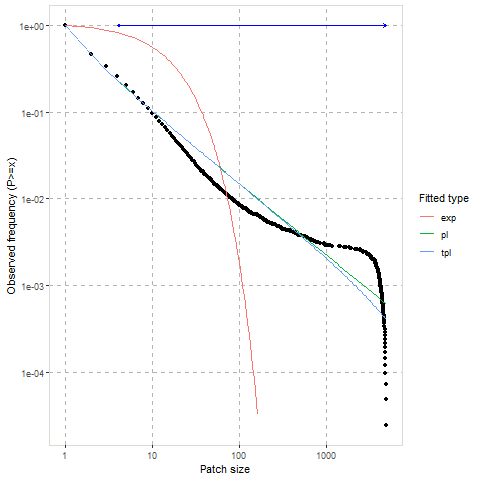 1e+00
1e-01
1e-02
1e-03
1e-04
Observed frequency (P>=x)
1
10
100
1000
Patch size
Fitted type
exp
pl
tpl